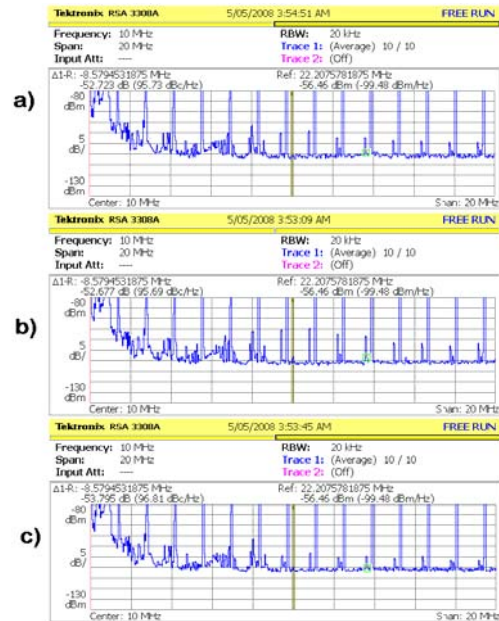 Tektronix RSA 3308A 5/05/2008 3:54:51 AM FREE RUN
Frequency: 10 MHz RBW: 20 kHz
Span: 20 MHz Trace 1: (Average) 10 / 10
Input Att: ---- Trace 2: (Off)
Δ1-R: -8.5794531875 MHz Ref: 22.2075781875 MHz
-52.723 dB (95.73 dBc/Hz) -56.46 dBm (-99.48 dBm/Hz)
a)
-80
dBm
5
dB/
-130
dBm
Center: 10 MHz Span: 20 MHz
Tektronix RSA 3308A 5/05/2008 3:53:09 AM FREE RUN
Frequency: 10 MHz RBW: 20 kHz
Span: 20 MHz Trace 1: (Average) 10 / 10
Input Att: ---- Trace 2: (Off)
Δ1-R: -8.5794531875 MHz Ref: 22.2075781875 MHz
-52.677 dB (95.69 dBc/Hz) -56.46 dBm (-99.48 dBm/Hz)
b)
-80
dBm
5
dB/
-130
dBm
Center: 10 MHz Span: 20 MHz
Tektronix RSA 3308A 5/05/2008 3:53:45 AM FREE RUN
Frequency: 10 MHz RBW: 20 kHz
Span: 20 MHz Trace 1: (Average) 10 / 10
Input Att: ---- Trace 2: (Off)
Δ1-R: -8.5794531875 MHz Ref: 22.2075781875 MHz
-53.795 dB (96.81 dBc/Hz) -56.46 dBm (-99.48 dBm/Hz)
c)
-80
dBm
5
dB/
-130
dBm
Center: 10 MHz Span: 20 MHz